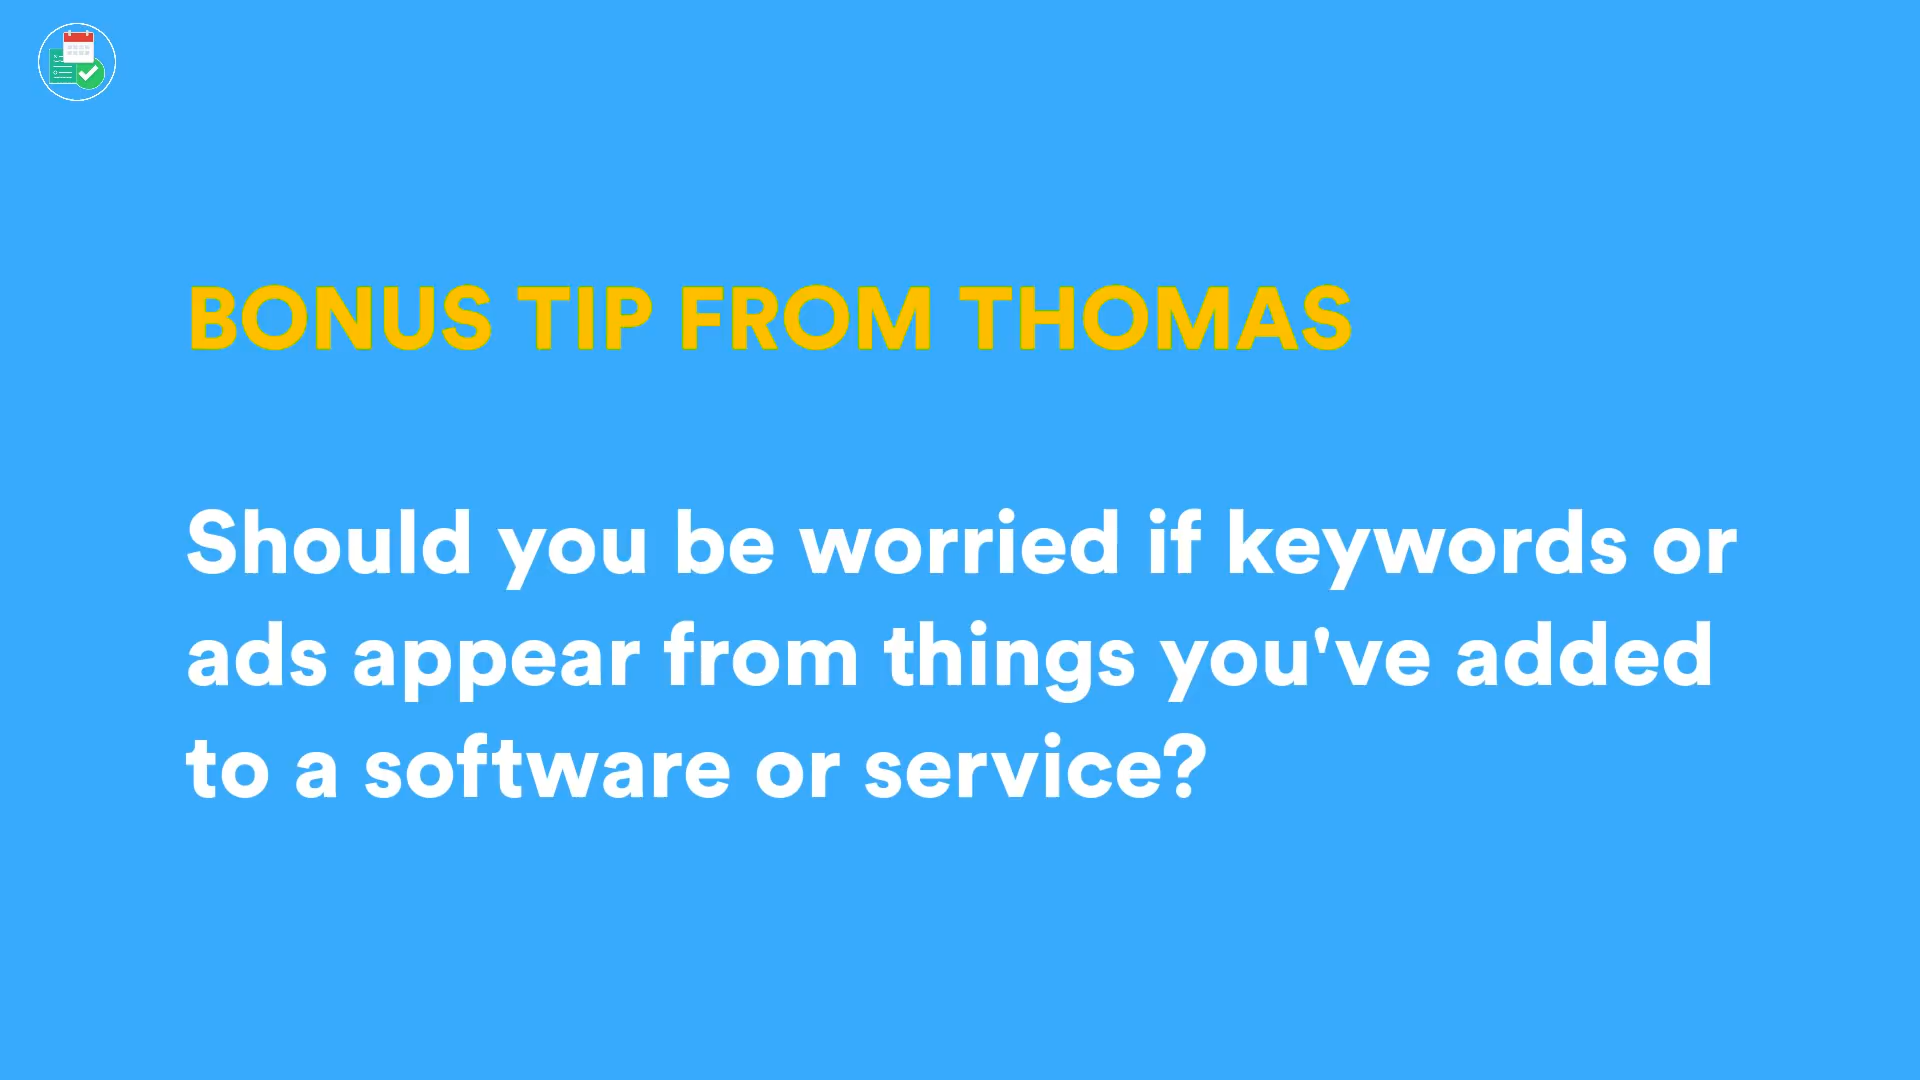 BONUS TIP FROM THOMAS
Should you be worried if keywords or
ads appear from things you've added
to a software or service?